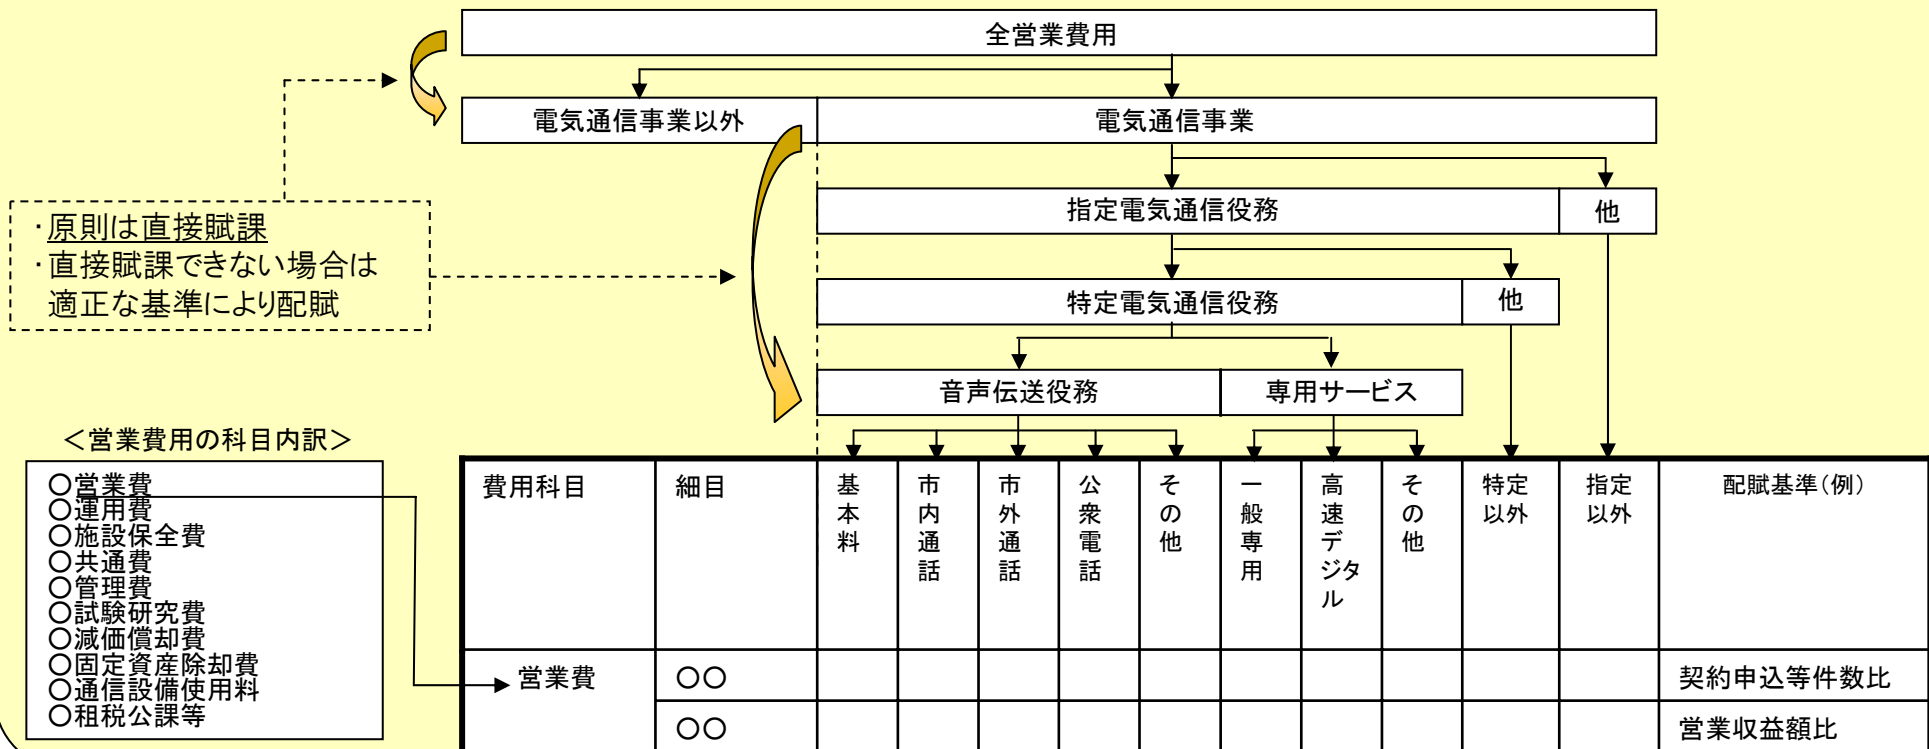 全営業費用
電気通信事業以外
電気通信事業
指定電気通信役務
他
・原則は直接賦課
・直接賦課できない場合は
適正な基準により配賦
特定電気通信役務
他
音声伝送役務
専用サービス
＜営業費用の科目内訳＞
○営業費
○運用費
○施設保全費
○共通費
○管理費
○試験研究費
○減価償却費
○固定資産除却費
○通信設備使用料
○租税公課等
費用科目
細目
基本料
市内通話
市外通話
公衆電話
その他
一般専用
高速デジタル
その他
特定
以外
指定
以外
配賦基準（例）
営業費
○○
契約申込等件数比
○○
営業収益額比